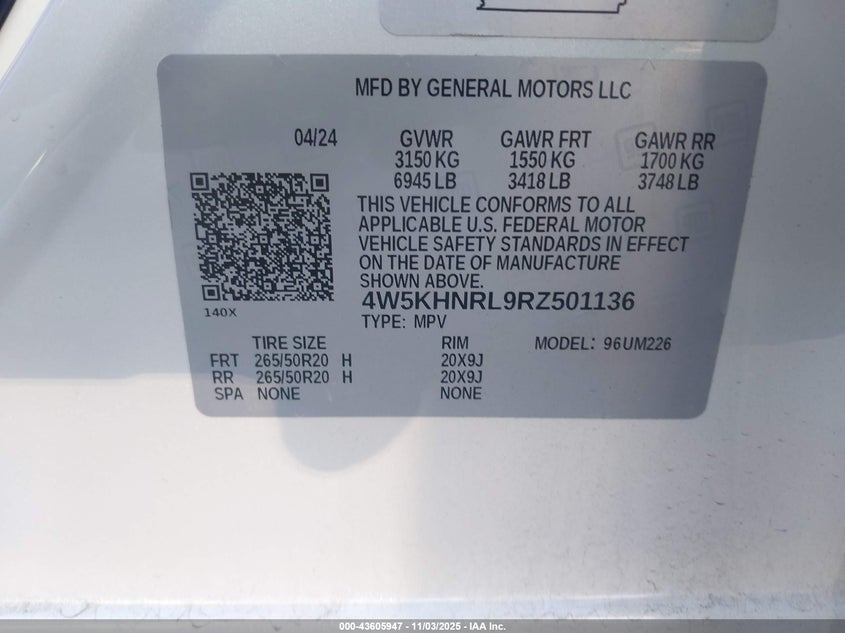 MFD BY GENERAL MOTORS LLC
04/24 GVWR GAWR FRT GAWR RR
3150 KG 1550 KG 1700 KG
6945 LB 3418 LB 3748 LB
THIS VEHICLE CONFORMS TO ALL
APPLICABLE U.S. FEDERAL MOTOR
VEHICLE SAFETY STANDARDS IN EFFECT
ON THE DATE OF MANUFACTURE
SHOWN ABOVE.
140X
4W5KHNRL9RZ501136
TYPE: MPV
TIRE SIZE RIM MODEL: 96UM226
FRT 265/50R20 H 20X9J
RR 265/50R20 H 20X9J
SPA NONE NONE
000-43605947 - 11/03/2025 - IAA Inc.